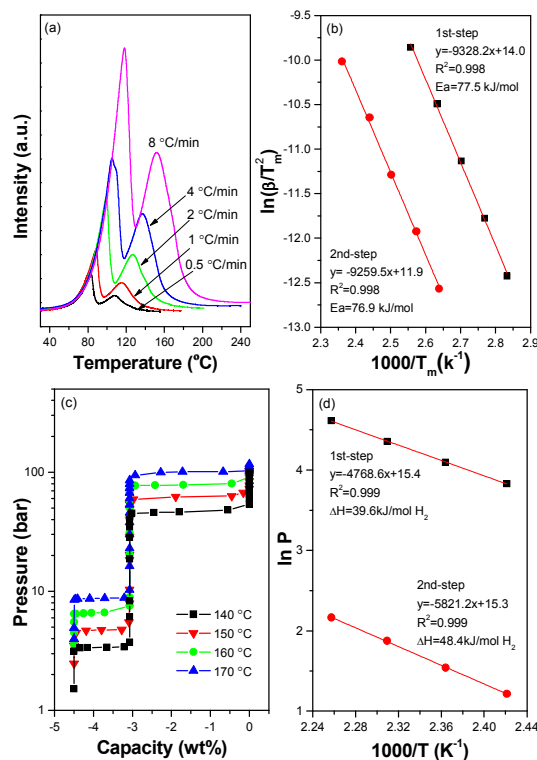 (a)
8 °C/min
4 °C/min
2 °C/min
1 °C/min
0.5 °C/min
Intensity (a.u.)
40 80 120 160 200 240
Temperature (°C)
(b)
1st-step
y=-9328.2x+14.0
R²=0.998
Ea=77.5 kJ/mol
2nd-step
y= -9259.5x+11.9
R²=0.998
Ea=76.9 kJ/mol
ln(β/T²m)
-10.0
-10.5
-11.0
-11.5
-12.0
-12.5
-13.0
2.3 2.4 2.5 2.6 2.7 2.8 2.9
1000/Tm(k⁻¹)
(c)
Pressure (bar)
100
10
1
140 °C
150 °C
160 °C
170 °C
-5 -4 -3 -2 -1 0
Capacity (wt%)
(d)
ln P
5
4
3
2
1
1st-step
y=-4768.6x+15.4
R²=0.999
ΔH=39.6kJ/mol H₂
2nd-step
y=-5821.2x+15.3
R²=0.999
ΔH=48.4kJ/mol H₂
2.24 2.28 2.32 2.36 2.40 2.44
1000/T (K⁻¹)